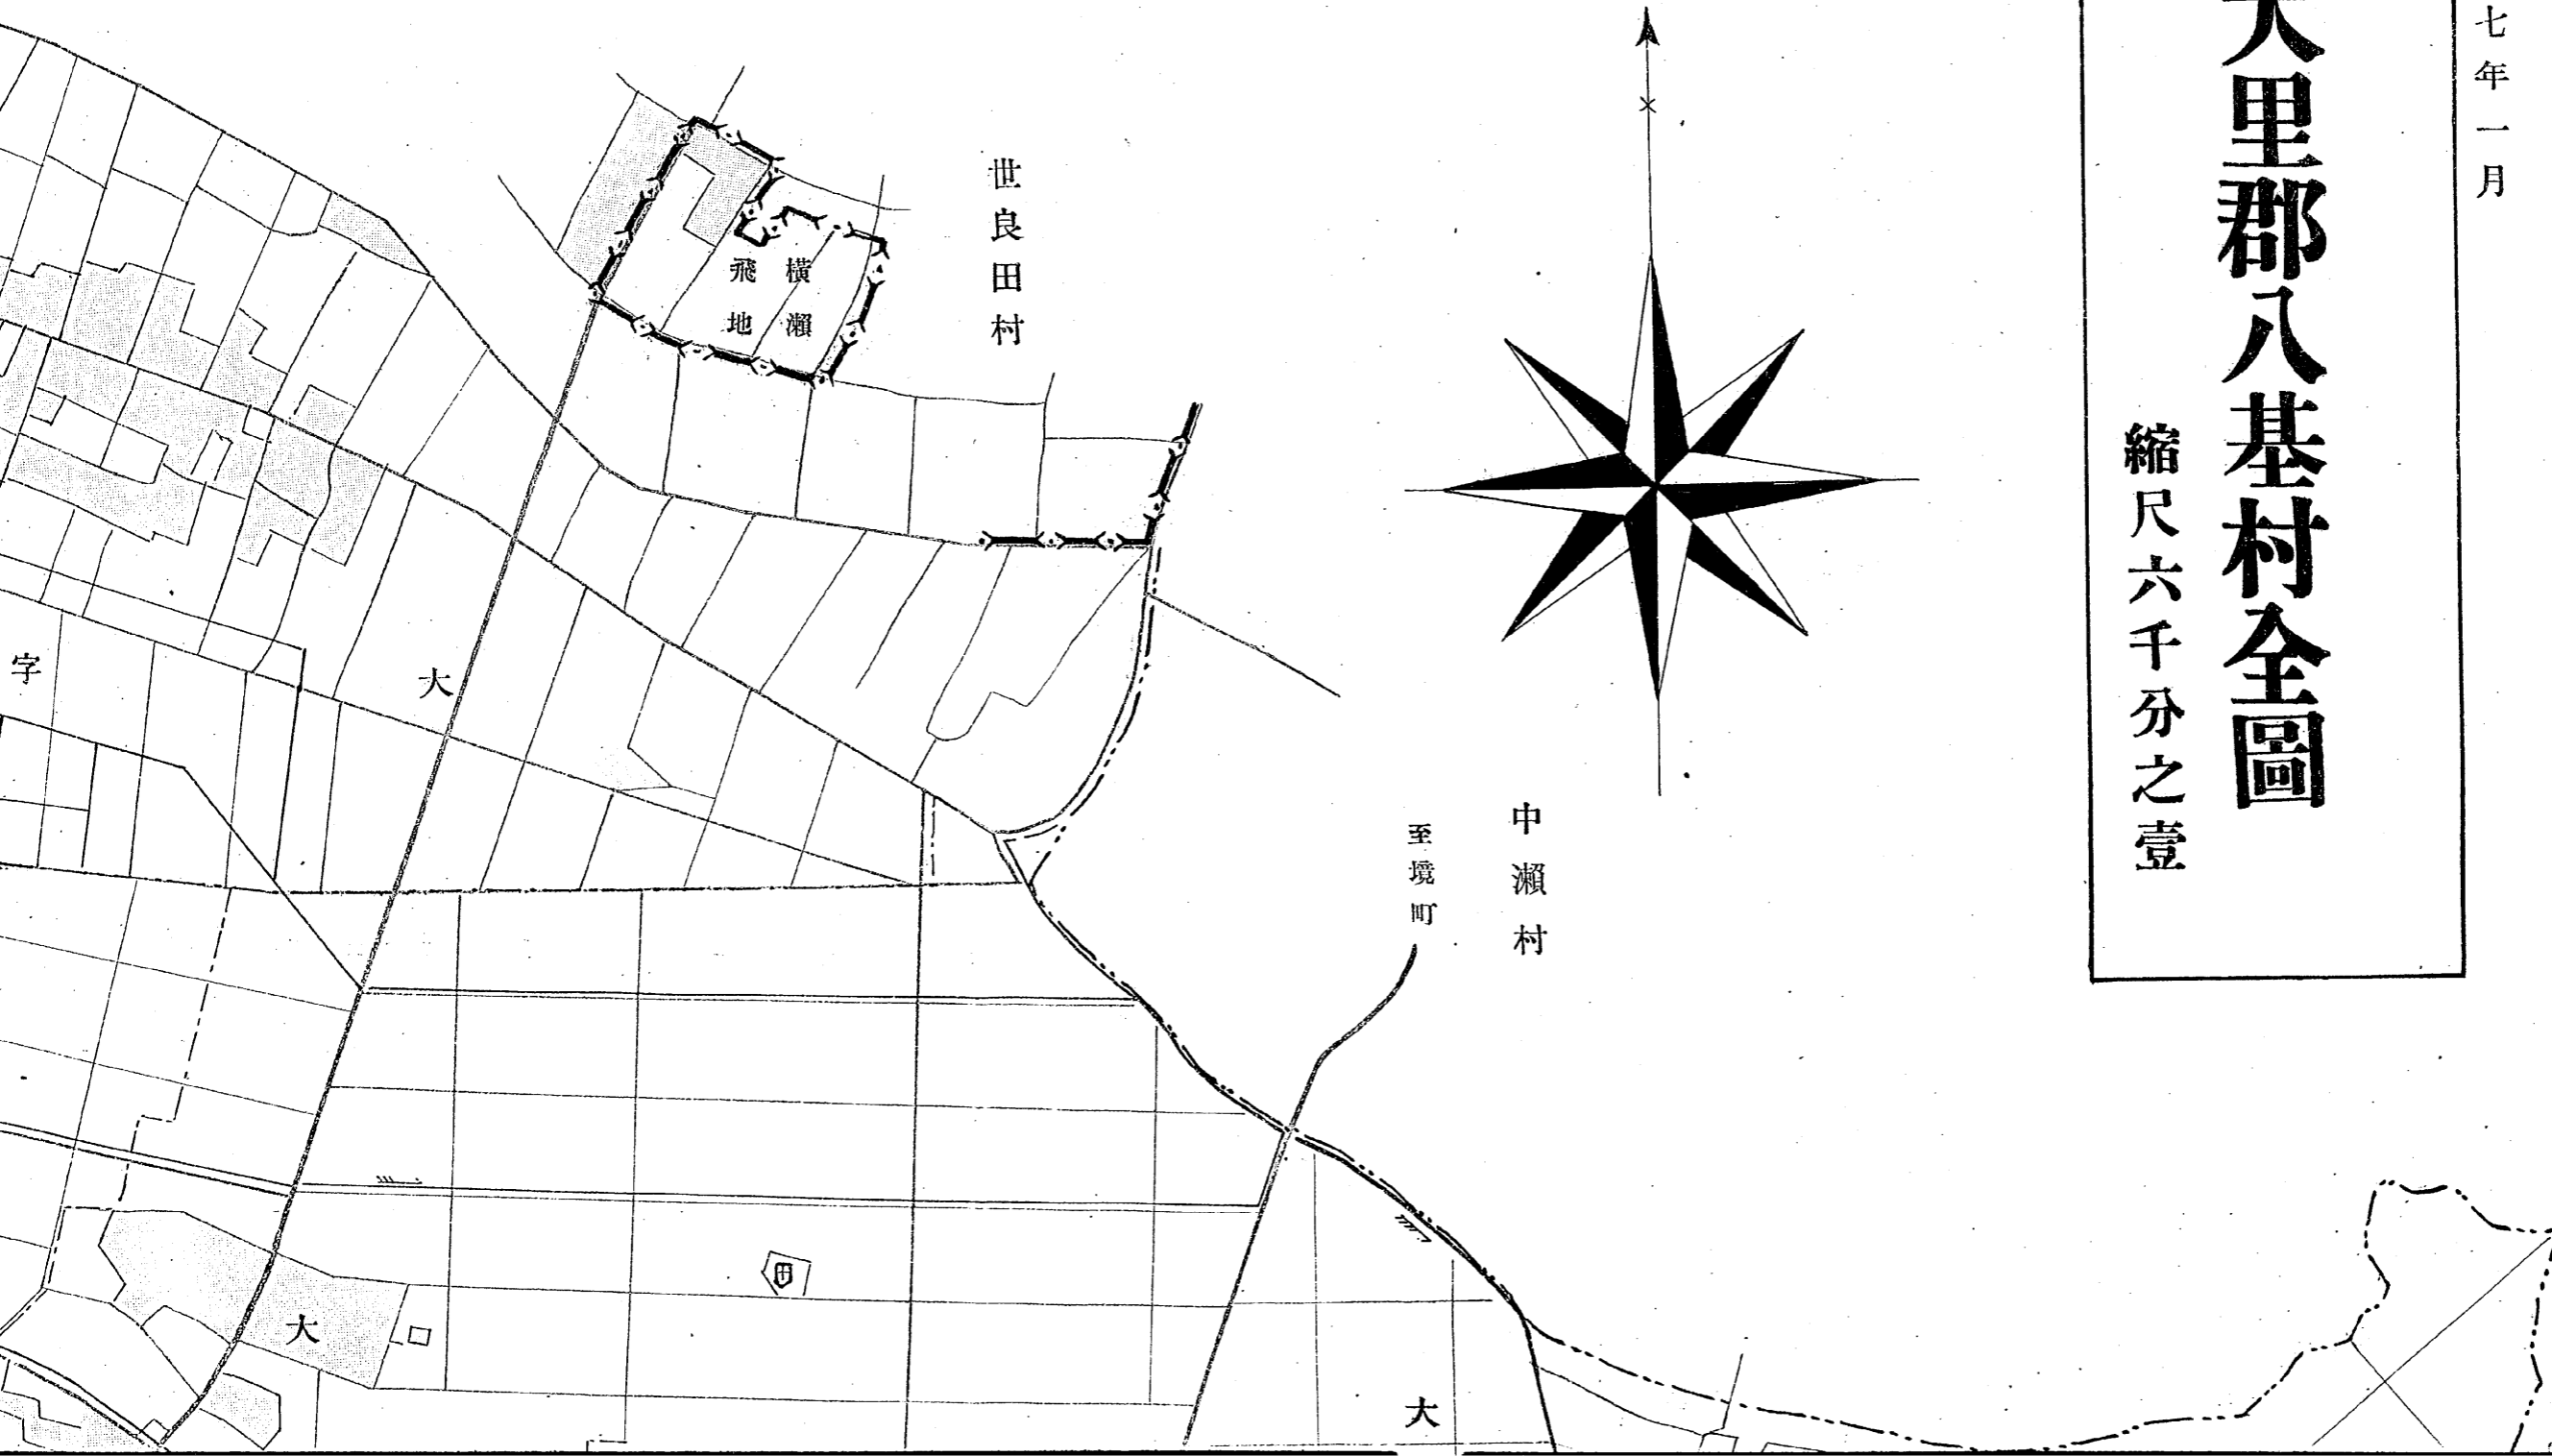 七年一月
大里郡八基村全圖
縮尺六千分之壹
世良田村
横瀬
飛地
中瀬村
至境町
大
字
大
大